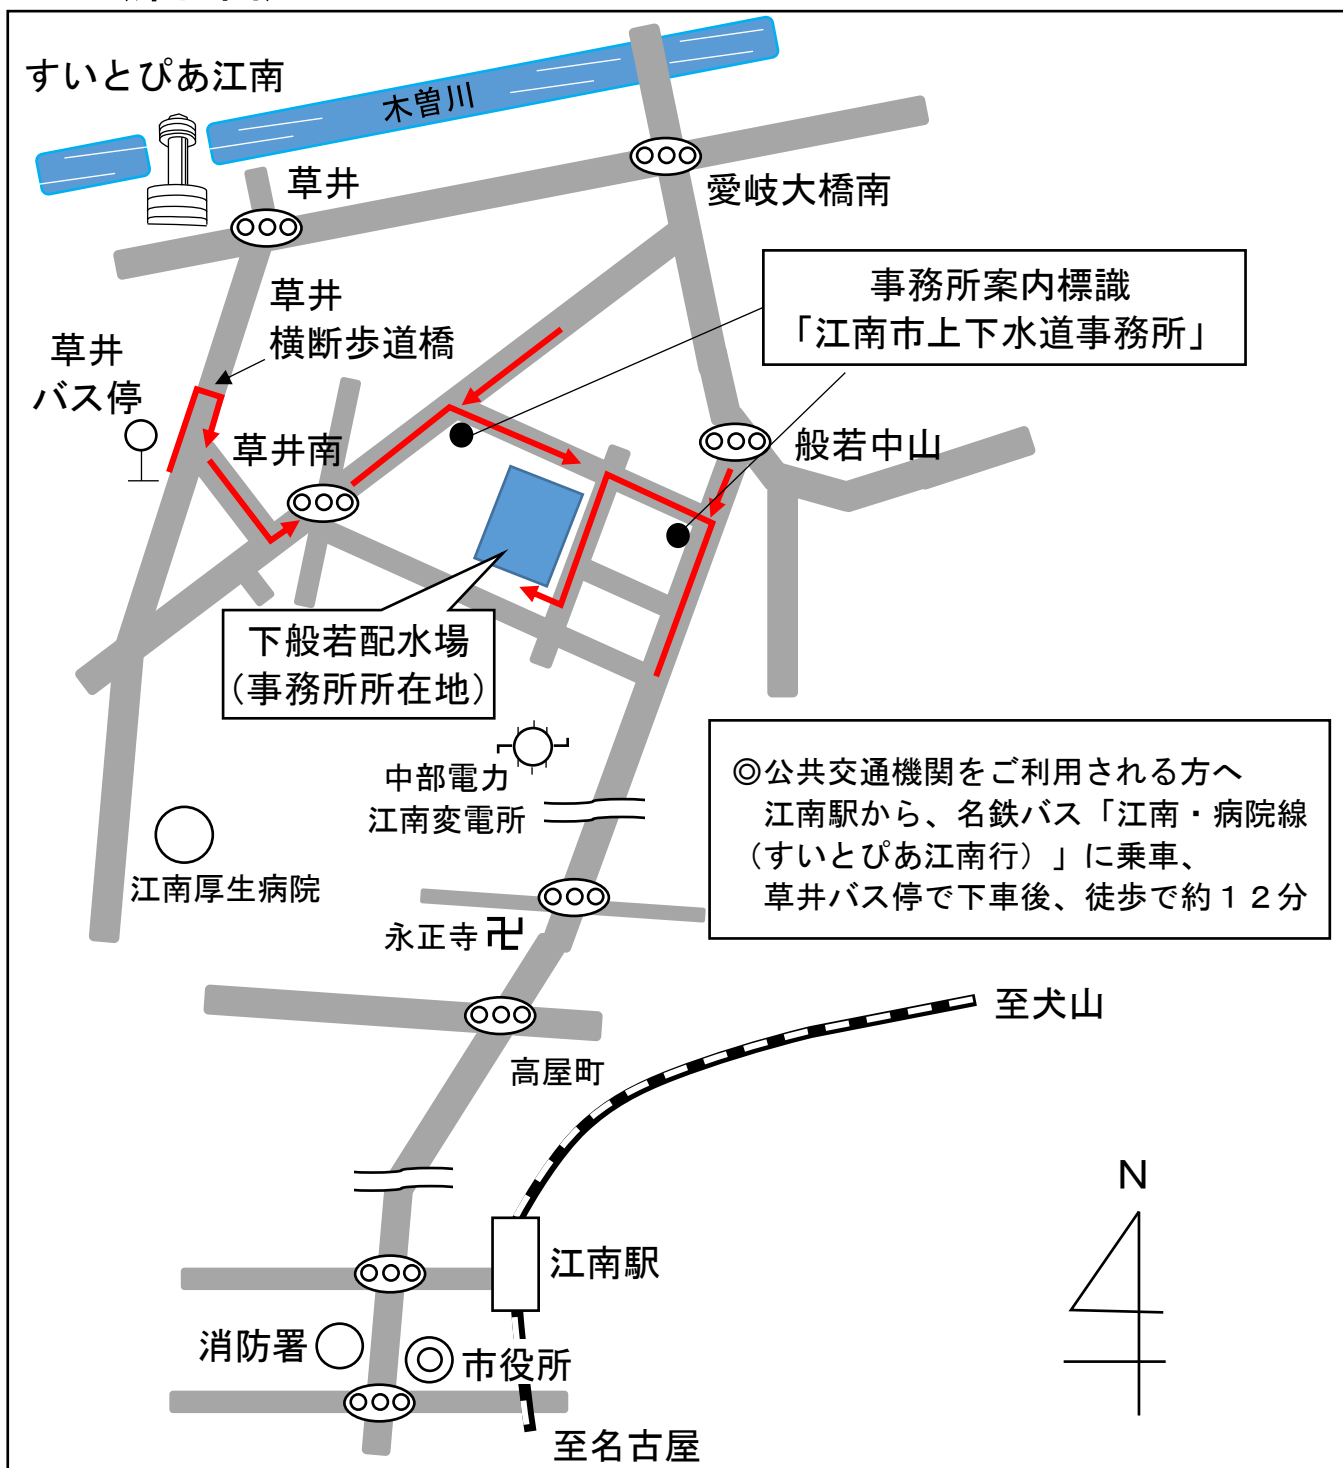 すいとぴあ江南
木曽川
草井
愛岐大橋南
事務所案内標識
「江南市上下水道事務所」
草井
横断歩道橋
草井
バス停
草井南
般若中山
下般若配水場
(事務所所在地)
中部電力
江南変電所
◎公共交通機関をご利用される方へ
江南駅から、名鉄バス「江南・病院線
(すいとぴあ江南行)」に乗車、
草井バス停で下車後、徒歩で約１２分
江南厚生病院
永正寺 卍
至犬山
高屋町
N
江南駅
消防署
市役所
至名古屋